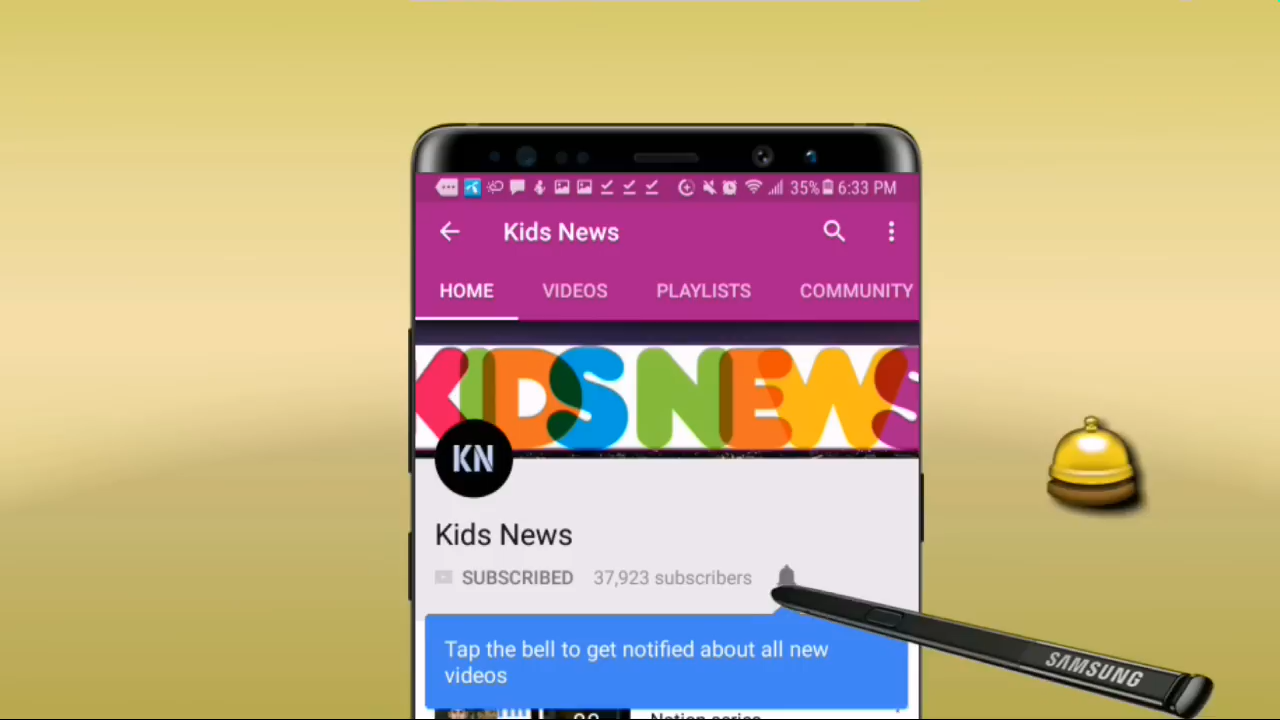 35% 6:33 PM
Kids News
HOME VIDEOS PLAYLISTS COMMUNITY
KIDS NEWS
KN
Kids News
SUBSCRIBED 37,923 subscribers
Tap the bell to get notified about all new
videos
SAMSUNG